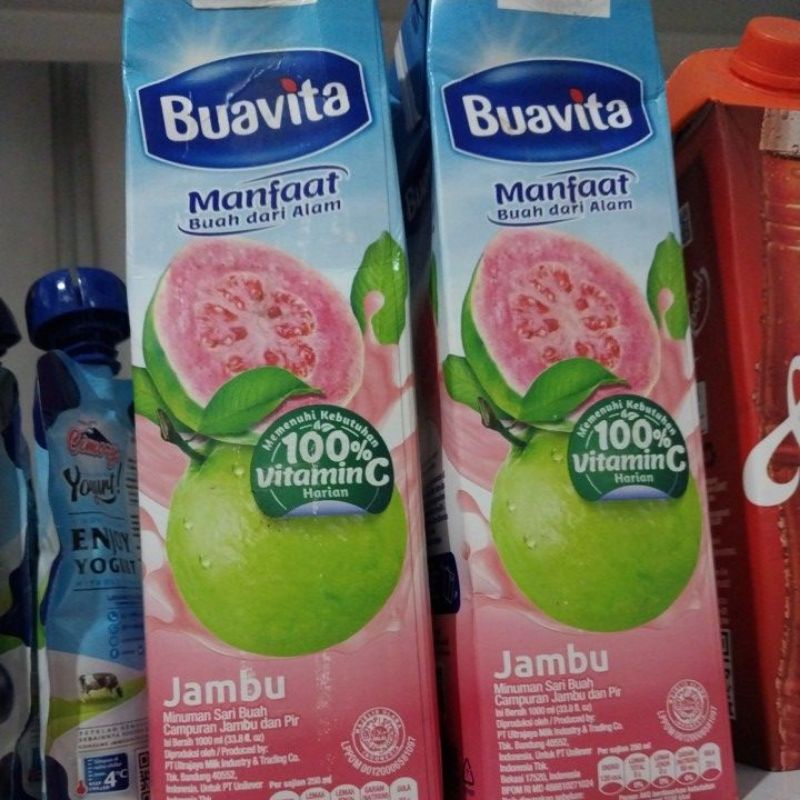 BUAVITA
Manfaat
Buah dari Alam
Memenuhi Kebutuhan
100%
Vitamin C
Harian
Jambu
Minuman Sari Buah
Campuran Jambu dan Pir
Isi Bersih 1000 ml (33.8 fl. oz)
Diproduksi oleh / Produced by:
PT Ultrajaya Milk Industry & Trading Co.
Tbk. Bandung 40552,
Indonesia. Untuk PT Unilever
Per sajian 250 ml
BUAVITA
Manfaat
Buah dari Alam
Memenuhi Kebutuhan
100%
Vitamin C
Harian
Jambu
Minuman Sari Buah
Campuran Jambu dan Pir
Isi Bersih 1000 ml (33.8 fl. oz)
Diproduksi oleh / Produced by:
PT Ultrajaya Milk Industry & Trading Co.
Tbk. Bandung 40552,
Indonesia. Untuk PT Unilever
Indonesia Tbk.
Bekasi 17520, Indonesia
Per sajian 250 ml
Cimory
Yogurt!
ENJOY
YOGURT
4°C